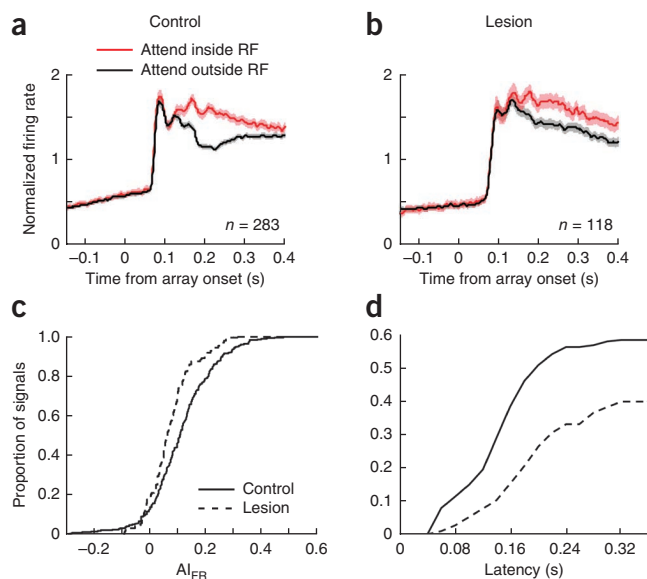 a Control
b Lesion
Attend inside RF
Attend outside RF
Normalized firing rate
2
1
0
n = 283
–0.1 0 0.1 0.2 0.3 0.4
Time from array onset (s)
2
1
0
n = 118
–0.1 0 0.1 0.2 0.3 0.4
Time from array onset (s)
c
Proportion of signals
1.0
0.8
0.6
0.4
0.2
0
Control
Lesion
–0.2 0 0.2 0.4 0.6
AI_FR
d
0.6
0.5
0.4
0.3
0.2
0.1
0
0 0.08 0.16 0.24 0.32
Latency (s)